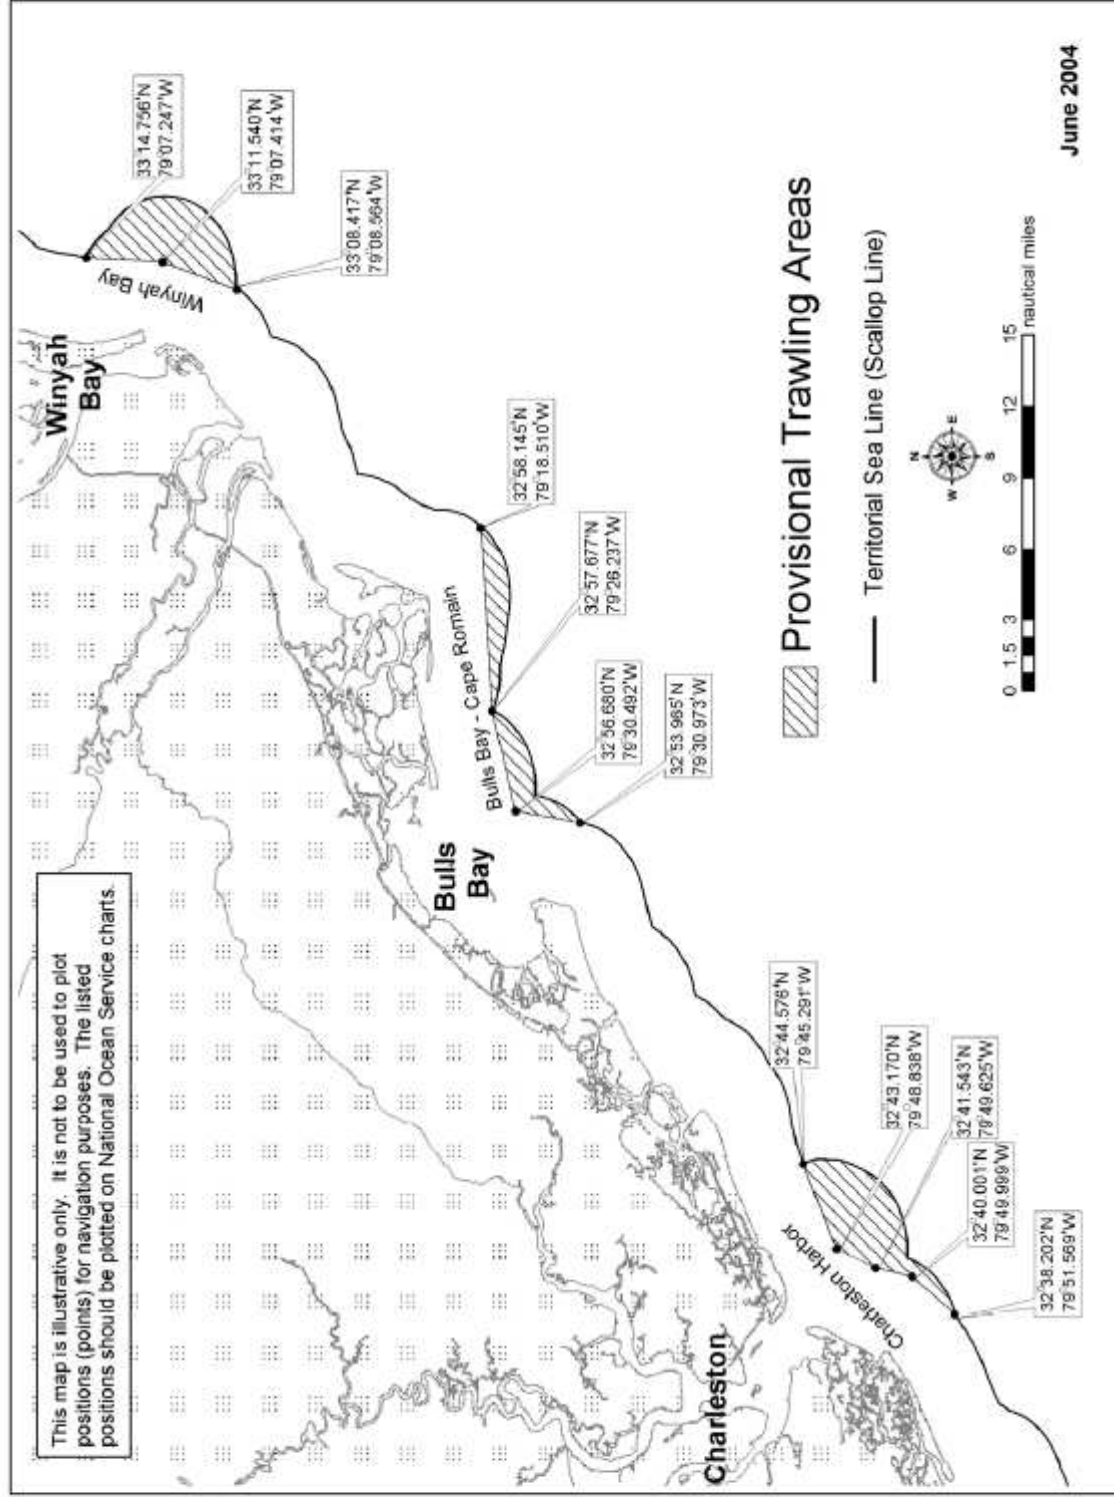 This map is illustrative only. It is not to be used to plot
positions (points) for navigation purposes. The listed
positions should be plotted on National Ocean Service charts.
Winyah
Bay
Winyah Bay
33°14.756'N
79°07.247'W
33°11.540'N
79°07.414'W
33°08.417'N
79°08.564'W
Bulls
Bay
Bulls Bay - Cape Romain
32°58.145'N
79°18.510'W
32°57.677'N
79°26.237'W
32°56.680'N
79°30.492'W
32°53.985'N
79°30.973'W
Charleston
Charleston Harbor
32°44.576'N
79°45.291'W
32°43.170'N
79°48.838'W
32°41.543'N
79°49.625'W
32°40.001'N
79°49.999'W
32°38.202'N
79°51.569'W
Provisional Trawling Areas
Territorial Sea Line (Scallop Line)
N
W
E
S
0 1.5 3 6 9 12 15
nautical miles
June 2004